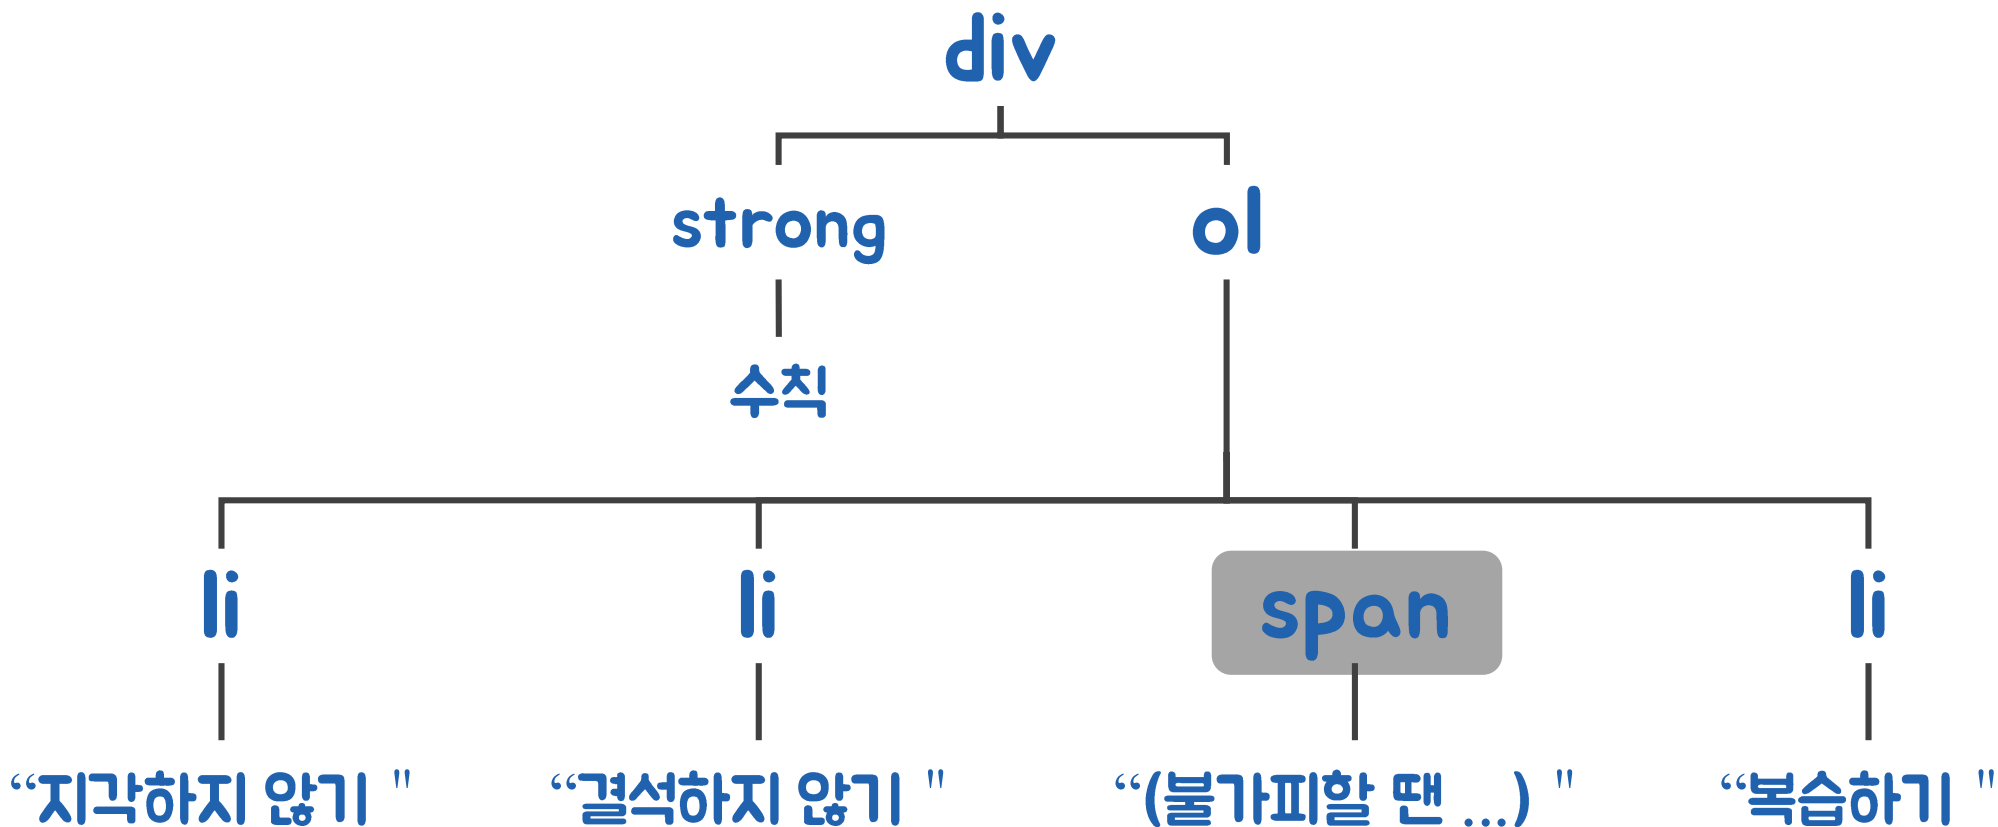 div
strong ol
수칙
li li span li
“지각하지 않기 " “결석하지 않기 " “(불가피할 땐 ...) " “복습하기 "